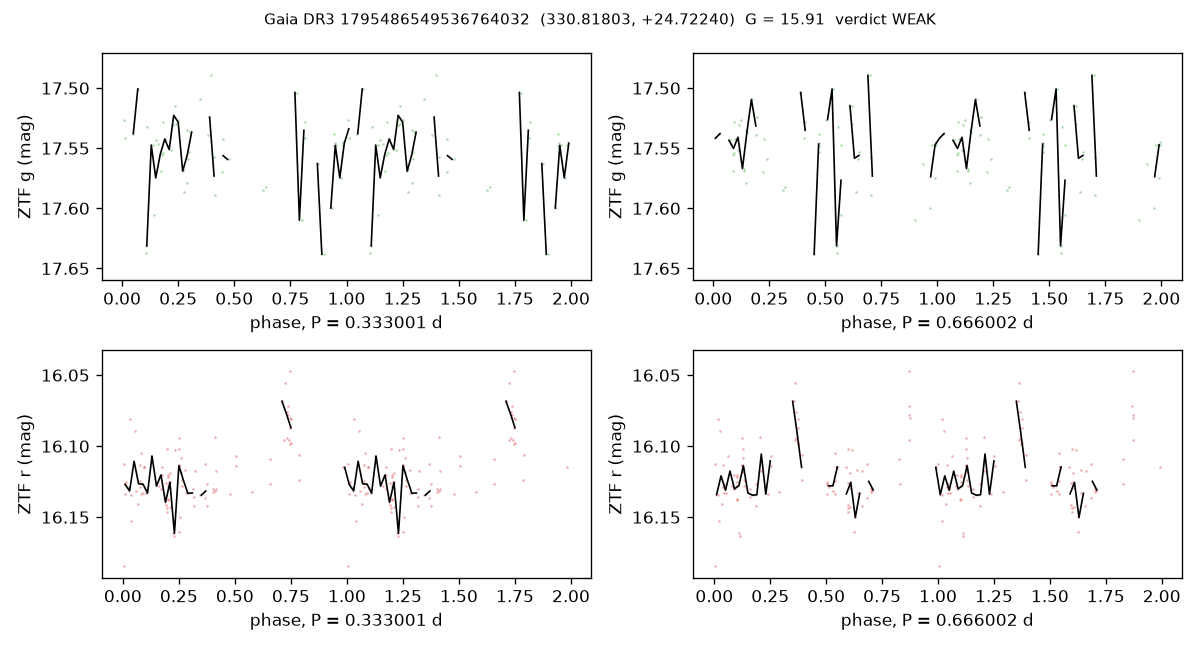 Gaia DR3 1795486549536764032 (330.81803, +24.72240) G = 15.91 verdict WEAK
ZTF g (mag)
17.50
17.55
17.60
17.65
0.00 0.25 0.50 0.75 1.00 1.25 1.50 1.75 2.00
phase, P = 0.333001 d
ZTF g (mag)
17.50
17.55
17.60
17.65
0.00 0.25 0.50 0.75 1.00 1.25 1.50 1.75 2.00
phase, P = 0.666002 d
ZTF r (mag)
16.05
16.10
16.15
0.00 0.25 0.50 0.75 1.00 1.25 1.50 1.75 2.00
phase, P = 0.333001 d
ZTF r (mag)
16.05
16.10
16.15
0.00 0.25 0.50 0.75 1.00 1.25 1.50 1.75 2.00
phase, P = 0.666002 d